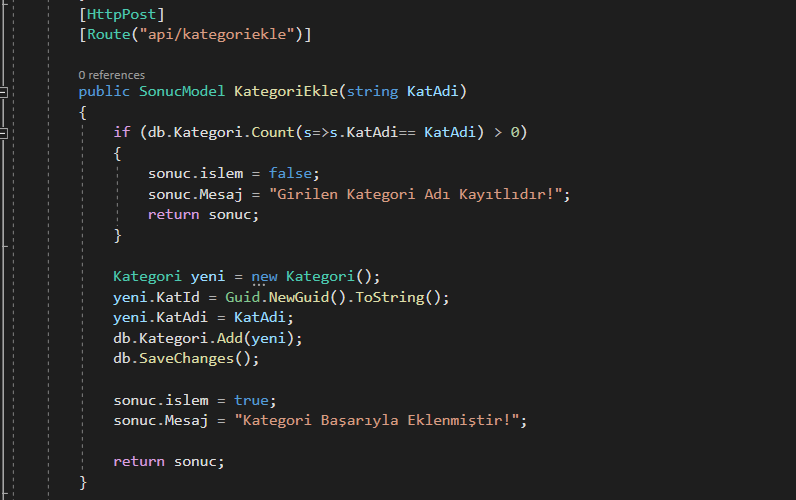 [HttpPost]
[Route("api/kategoriekle")]
0 references
public SonucModel KategoriEkle(string KatAdi)
{
if (db.Kategori.Count(s=>s.KatAdi== KatAdi) > 0)
{
sonuc.islem = false;
sonuc.Mesaj = "Girilen Kategori Adı Kayıtlıdır!";
return sonuc;
}
Kategori yeni = new Kategori();
yeni.KatId = Guid.NewGuid().ToString();
yeni.KatAdi = KatAdi;
db.Kategori.Add(yeni);
db.SaveChanges();
sonuc.islem = true;
sonuc.Mesaj = "Kategori Başarıyla Eklenmiştir!";
return sonuc;
}